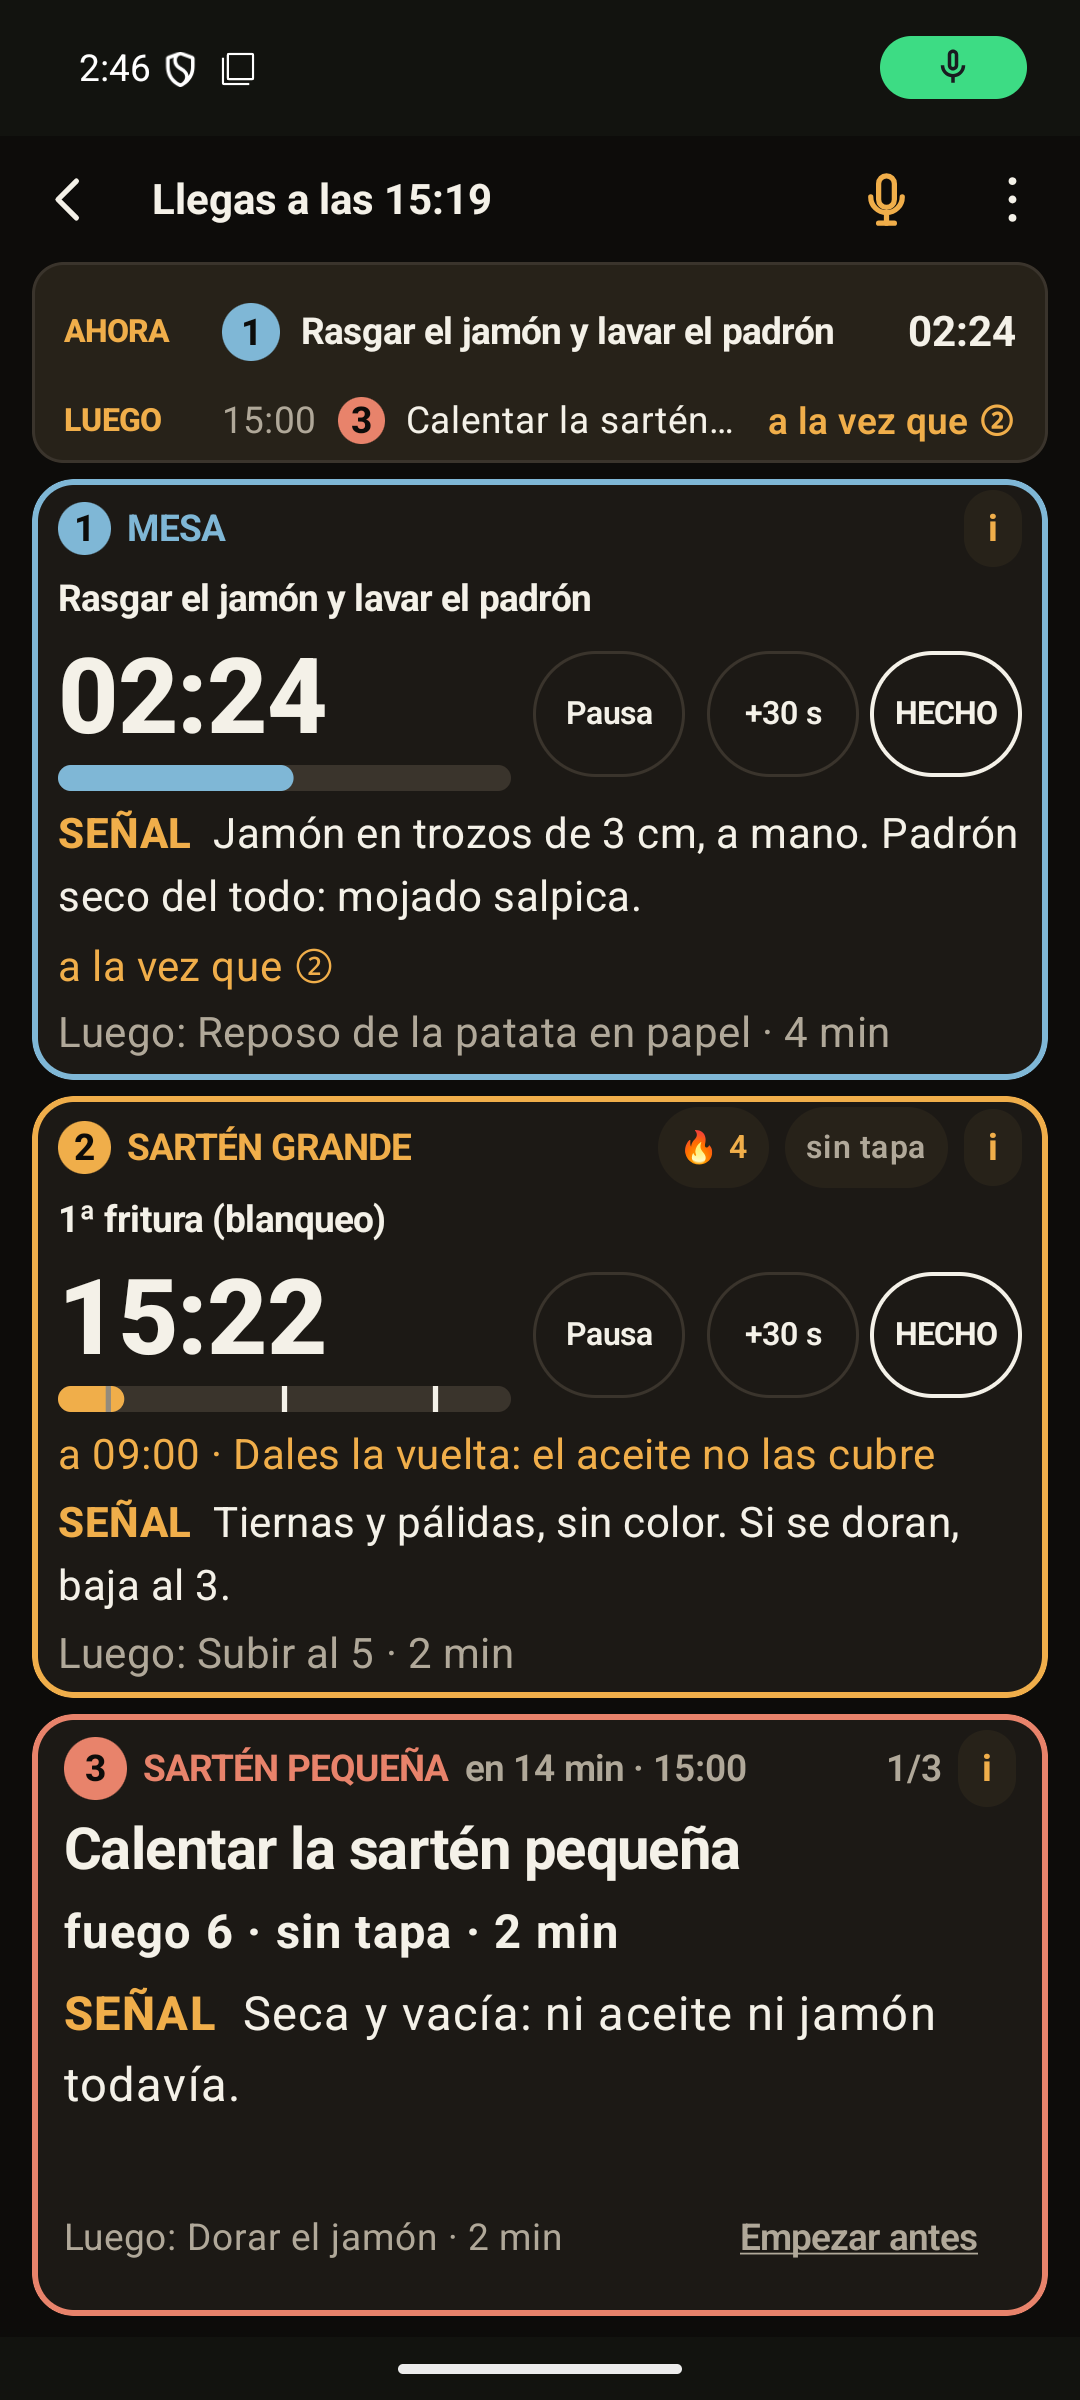 2:46
Llegas a las 15:19
AHORA 1 Rasgar el jamón y lavar el padrón 02:24
LUEGO 15:00 3 Calentar la sartén... a la vez que ②
1 MESA i
Rasgar el jamón y lavar el padrón
02:24 Pausa +30 s HECHO
SEÑAL Jamón en trozos de 3 cm, a mano. Padrón
seco del todo: mojado salpica.
a la vez que ②
Luego: Reposo de la patata en papel · 4 min
2 SARTÉN GRANDE 🔥 4 sin tapa i
1ª fritura (blanqueo)
15:22 Pausa +30 s HECHO
a 09:00 · Dales la vuelta: el aceite no las cubre
SEÑAL Tiernas y pálidas, sin color. Si se doran,
baja al 3.
Luego: Subir al 5 · 2 min
3 SARTÉN PEQUEÑA en 14 min · 15:00 1/3 i
Calentar la sartén pequeña
fuego 6 · sin tapa · 2 min
SEÑAL Seca y vacía: ni aceite ni jamón
todavía.
Luego: Dorar el jamón · 2 min Empezar antes